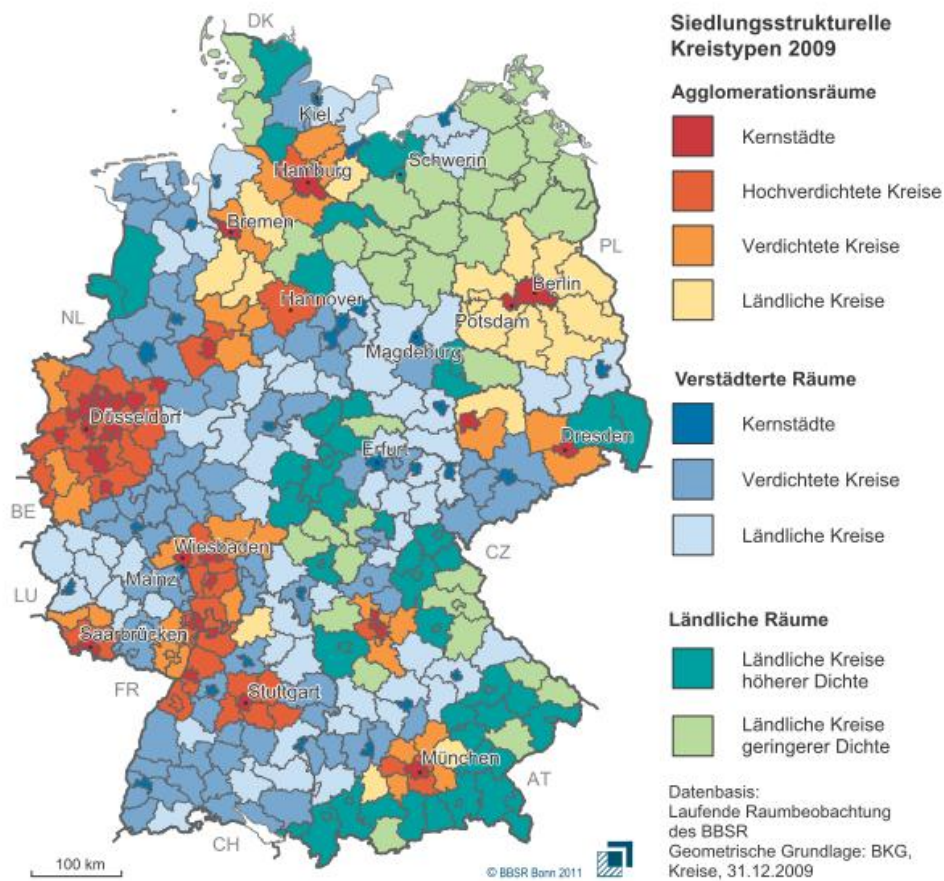 Siedlungsstrukturelle
Kreistypen 2009
Agglomerationsräume
Kernstädte
Hochverdichtete Kreise
Verdichtete Kreise
Ländliche Kreise
Verstädterte Räume
Kernstädte
Verdichtete Kreise
Ländliche Kreise
Ländliche Räume
Ländliche Kreise
höherer Dichte
Ländliche Kreise
geringerer Dichte
Datenbasis:
Laufende Raumbeobachtung
des BBSR
Geometrische Grundlage: BKG,
Kreise, 31.12.2009
DK
Kiel
Schwerin
Hamburg
Bremen
PL
Berlin
Hannover
Potsdam
NL
Magdeburg
Düsseldorf
Erfurt
Dresden
BE
Wiesbaden
CZ
Mainz
LU
Saarbrücken
FR
Stuttgart
München
AT
CH
100 km
© BBSR Bonn 2011